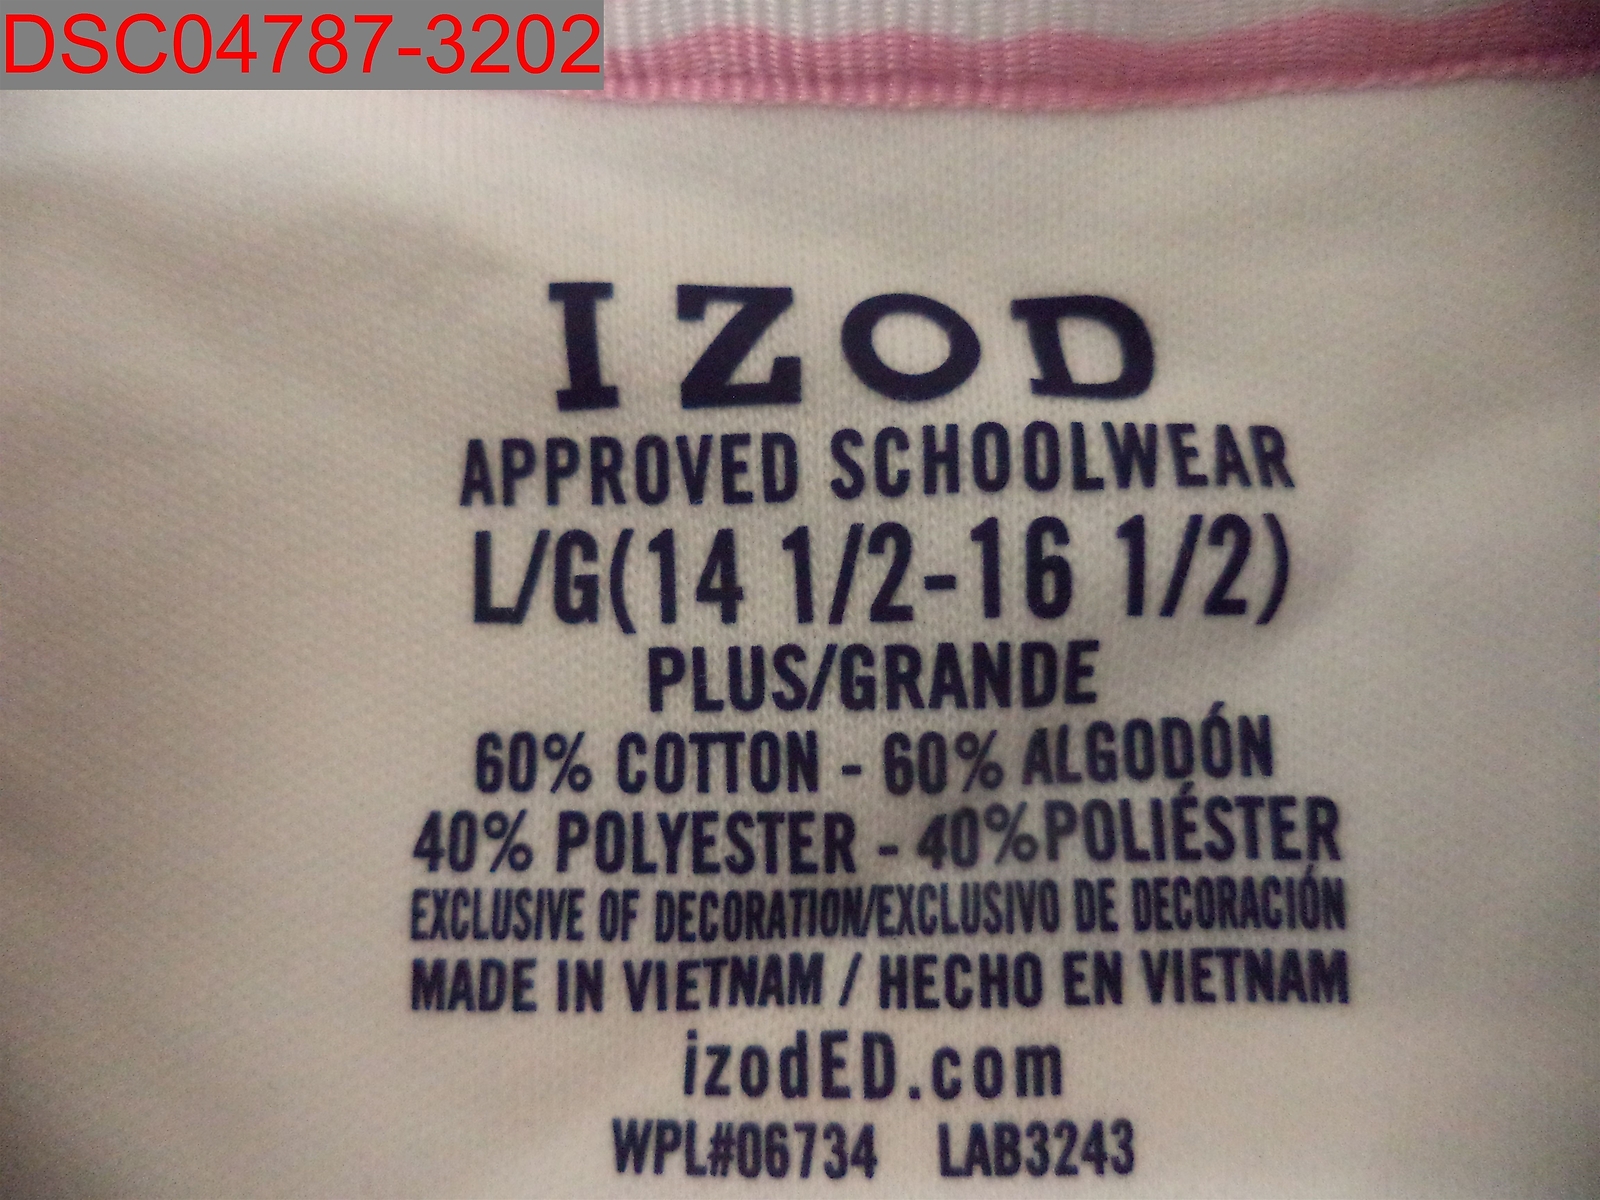 DSC04787-3202
IZOD
APPROVED SCHOOLWEAR
L/G(14 1/2-16 1/2)
PLUS/GRANDE
60% COTTON - 60% ALGODÓN
40% POLYESTER - 40% POLIÉSTER
EXCLUSIVE OF DECORATION/EXCLUSIVO DE DECORACIÓN
MADE IN VIETNAM / HECHO EN VIETNAM
izodED.com
WPL#06734 LAB3243